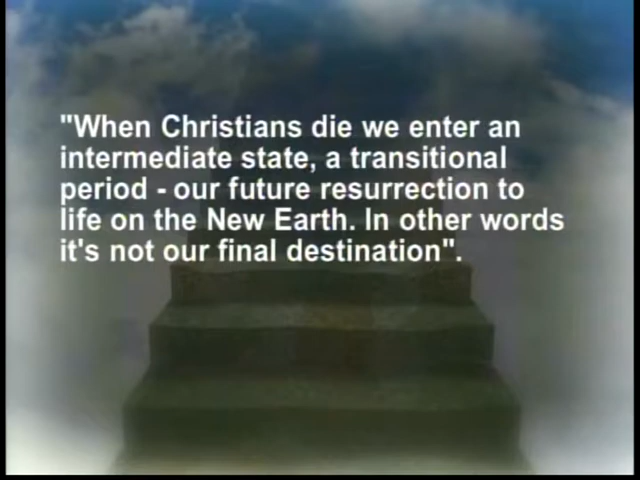 "When Christians die we enter an
intermediate state, a transitional
period - our future resurrection to
life on the New Earth. In other words
it's not our final destination".